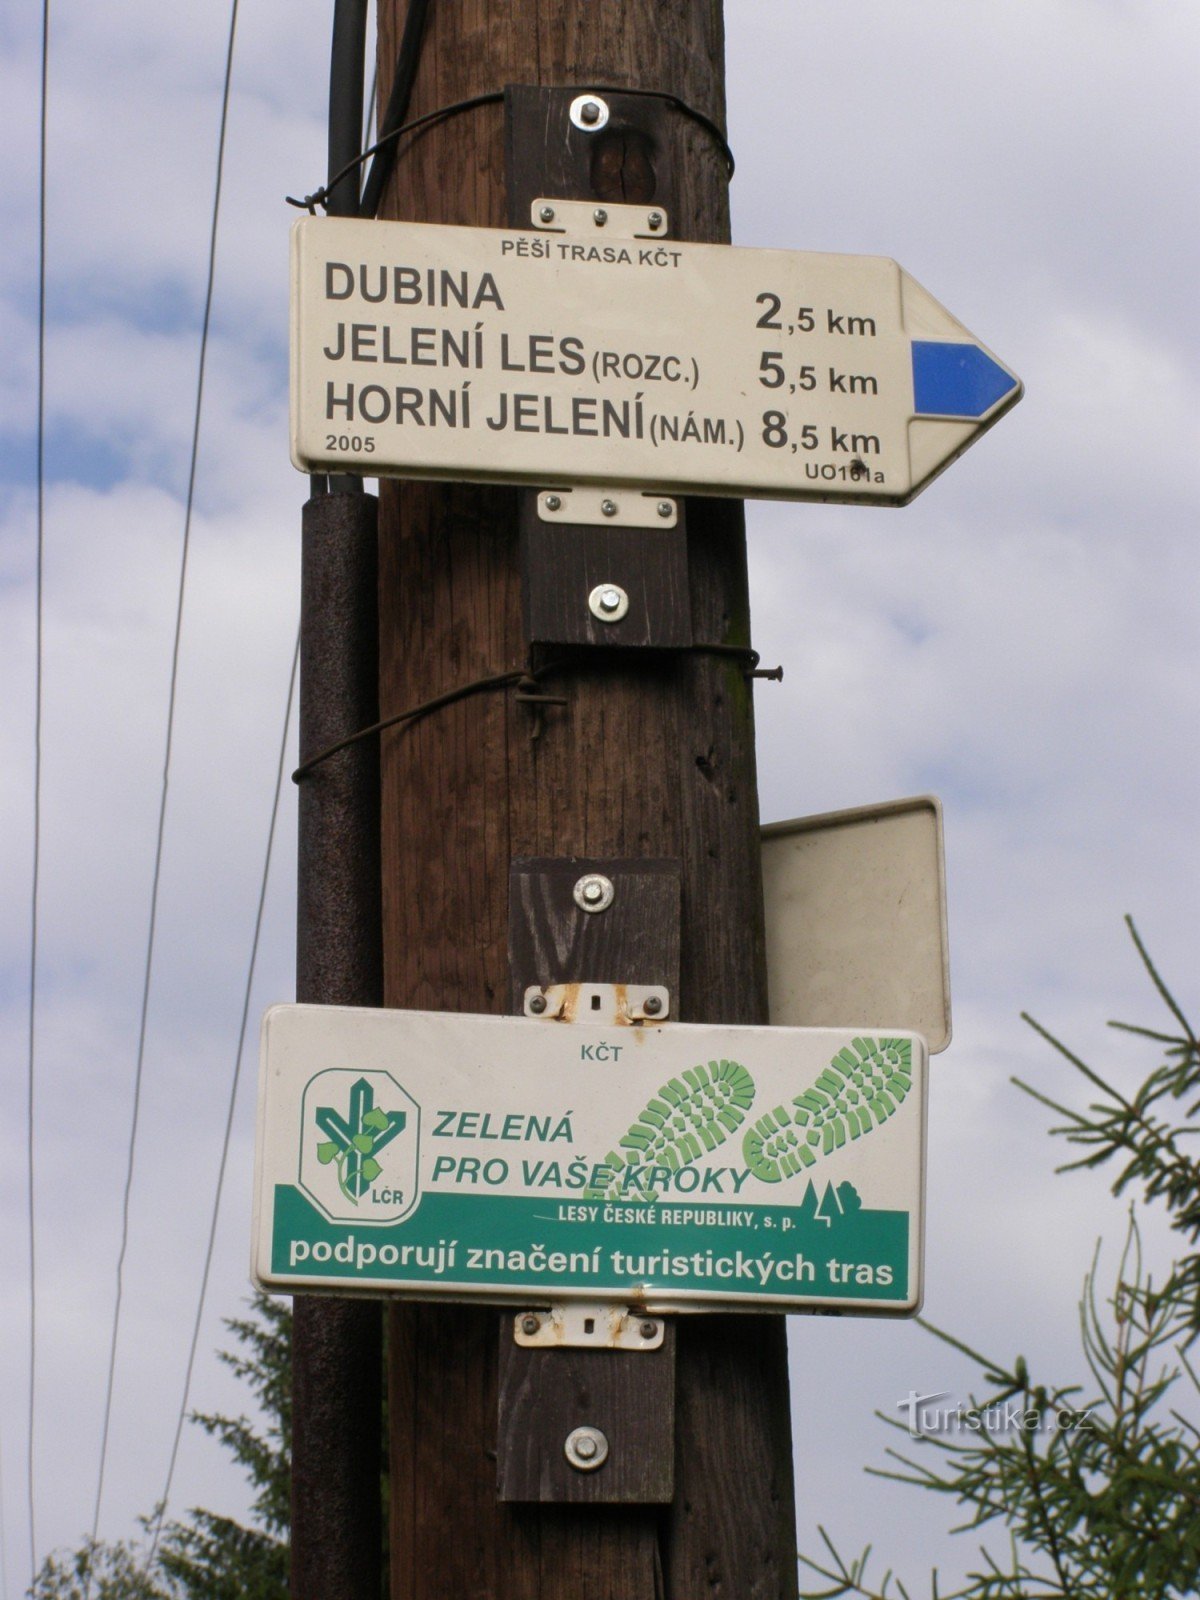 PĚŠÍ TRASA KČT
DUBINA 2,5 km
JELENÍ LES (ROZC.) 5,5 km
HORNÍ JELENÍ (NÁM.) 8,5 km
2005 UO161a
KČT
ZELENÁ
PRO VAŠE KROKY
LČR
LESY ČESKÉ REPUBLIKY, s. p.
podporují značení turistických tras
Turistika.cz